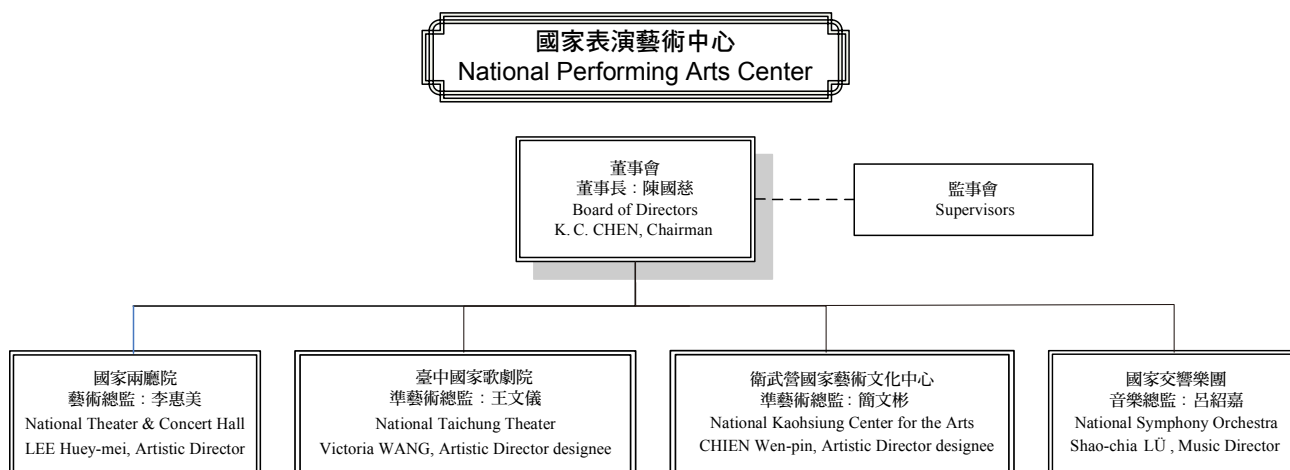 國家表演藝術中心
National Performing Arts Center
董事會
董事長：陳國慈
Board of Directors
K. C. CHEN, Chairman
監事會
Supervisors
國家兩廳院
藝術總監：李惠美
National Theater & Concert Hall
LEE Huey-mei, Artistic Director
臺中國家歌劇院
準藝術總監：王文儀
National Taichung Theater
Victoria WANG, Artistic Director designee
衛武營國家藝術文化中心
準藝術總監：簡文彬
National Kaohsiung Center for the Arts
CHIEN Wen-pin, Artistic Director designee
國家交響樂團
音樂總監：呂紹嘉
National Symphony Orchestra
Shao-chia LÜ , Music Director